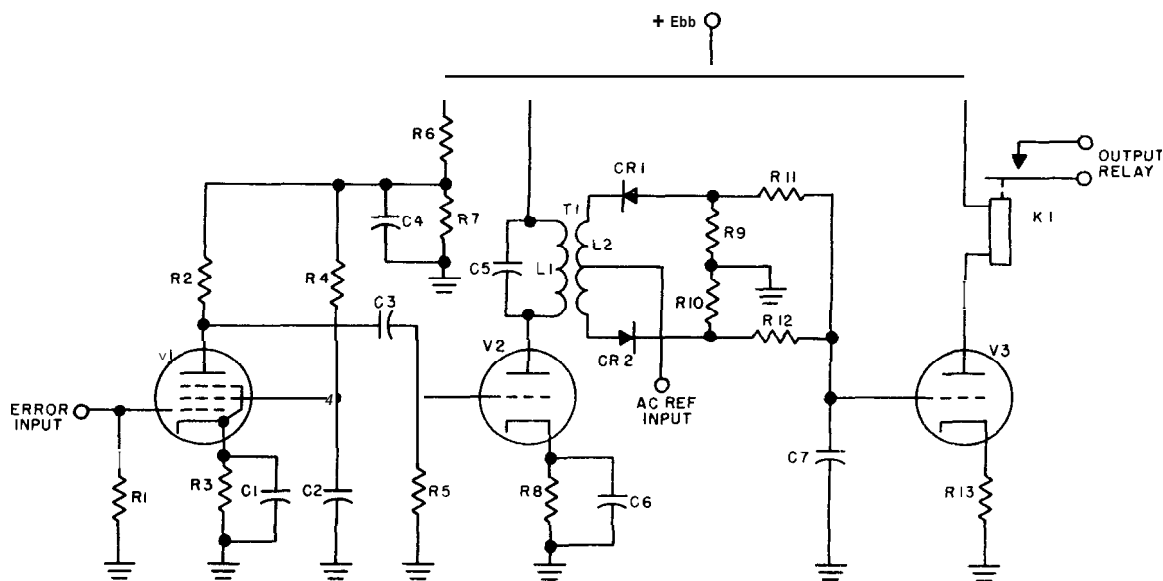 + Ebb
R6
CR1
R11
OUTPUT
RELAY
T1
C4
R7
R9
K1
R2
R4
C5
L1
L2
C3
R10
R12
V1
V2
CR2
V3
ERROR
INPUT
AC REF
INPUT
C7
R1
R3
C1
C2
R5
R8
C6
R13